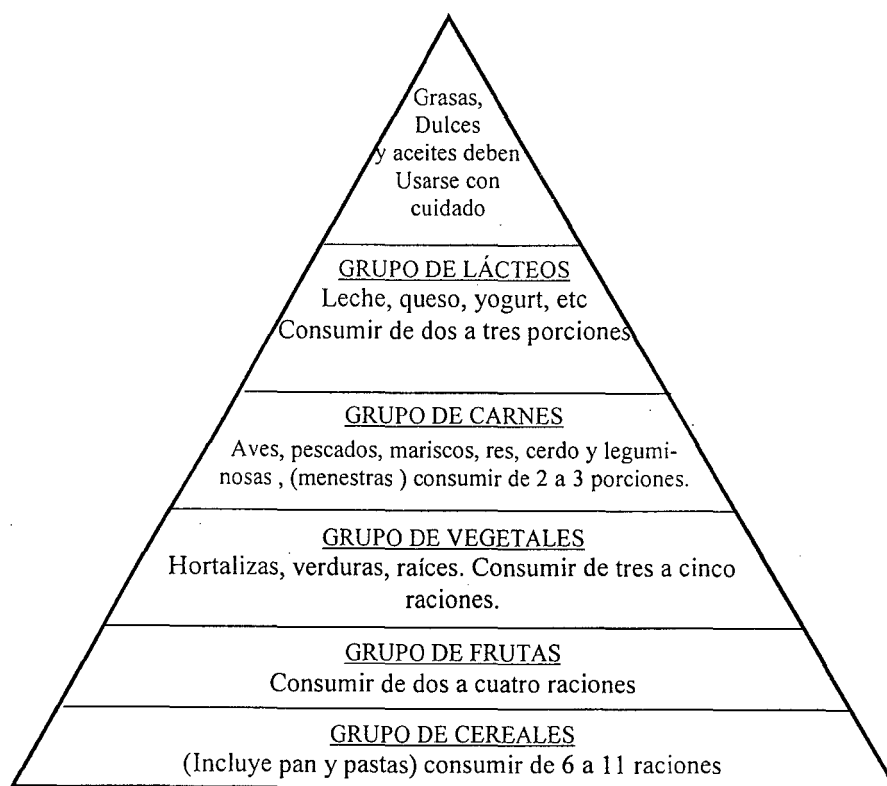 Grasas,
Dulces
y aceites deben
Usarse con
cuidado
GRUPO DE LÁCTEOS
Leche, queso, yogurt, etc
Consumir de dos a tres porciones
GRUPO DE CARNES
Aves, pescados, mariscos, res, cerdo y legumi-
nosas , (menestras ) consumir de 2 a 3 porciones.
GRUPO DE VEGETALES
Hortalizas, verduras, raíces. Consumir de tres a cinco
raciones.
GRUPO DE FRUTAS
Consumir de dos a cuatro raciones
GRUPO DE CEREALES
(Incluye pan y pastas) consumir de 6 a 11 raciones